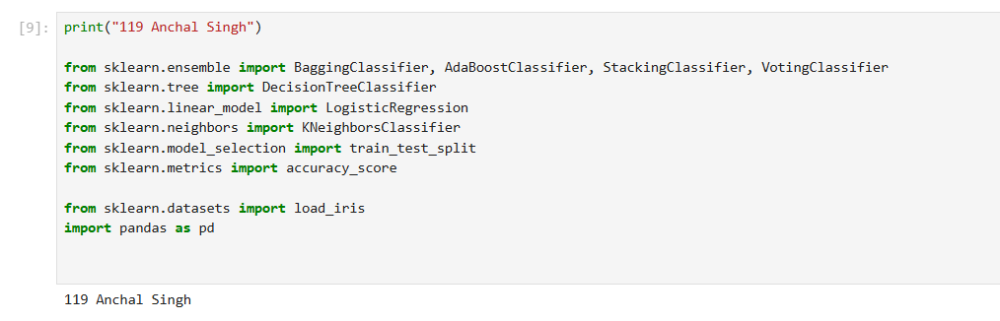 [9]: print("119 Anchal Singh")
from sklearn.ensemble import BaggingClassifier, AdaBoostClassifier, StackingClassifier, VotingClassifier
from sklearn.tree import DecisionTreeClassifier
from sklearn.linear_model import LogisticRegression
from sklearn.neighbors import KNeighborsClassifier
from sklearn.model_selection import train_test_split
from sklearn.metrics import accuracy_score
from sklearn.datasets import load_iris
import pandas as pd
119 Anchal Singh